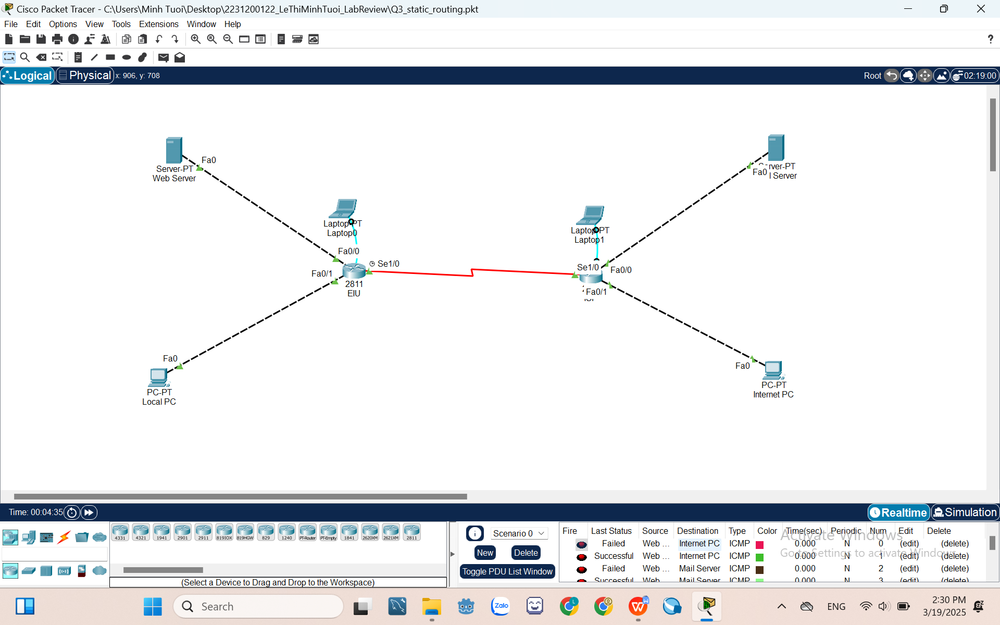 Cisco Packet Tracer - C:\Users\Minh Tuoi\Desktop\2231200122_LeThiMinhTuoi_LabReview\Q3_static_routing.pkt
File Edit Options View Tools Extensions Window Help
?
Logical Physical x: 906, y: 708
Root 02:19:00
Fa0
Server-PT
Web Server
rver-PT
Fa0 l Server
Laptop-PT
Laptop0
Laptop-PT
Laptop1
Fa0/0
Se1/0
Fa0/1
2811
EIU
Se1/0
Fa0/0
Fa0/1
Fa0
PC-PT
Local PC
Fa0
PC-PT
Internet PC
Time: 00:04:35
Realtime Simulation
4331 4321 1941 2901 2911 819IOX 819HGW 829 1240 PT-Router PT-Empty 1841 2620XM 2621XM 2811
(Select a Device to Drag and Drop to the Workspace)
Scenario 0
New Delete
Toggle PDU List Window
Fire Last Status Source Destination Type Color Time(sec) Periodic Num Edit Delete
Failed Web ... Internet PC ICMP 0.000 N 0 (edit) (delete)
Successful Web ... Internet PC ICMP 0.000 N 1 (edit) (delete)
Failed Web ... Mail Server ICMP 0.000 N 2 (edit) (delete)
Successful Web ... Mail Server ICMP 0.000 N 3 (edit) (delete)
Activate Windows
Go to Settings to activate Windows.
Search
Zalo
ENG
2:30 PM
3/19/2025